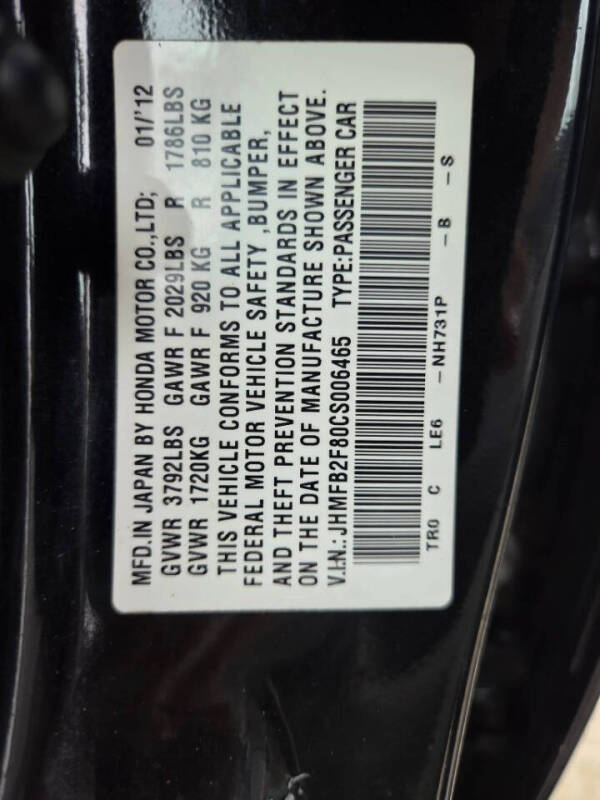 MFD.IN JAPAN BY HONDA MOTOR CO.,LTD; 01/'12
GVWR 3792LBS GAWR F 2029LBS R 1786LBS
GVWR 1720KG GAWR F 920 KG R 810 KG
THIS VEHICLE CONFORMS TO ALL APPLICABLE
FEDERAL MOTOR VEHICLE SAFETY ,BUMPER,
AND THEFT PREVENTION STANDARDS IN EFFECT
ON THE DATE OF MANUFACTURE SHOWN ABOVE.
V.I.N.: JHMFB2F80CS006465 TYPE:PASSENGER CAR
TR0 C LE6 -NH731P -B -S